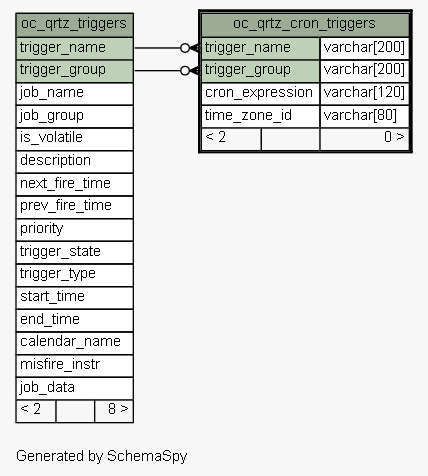 oc_qrtz_triggers
trigger_name
trigger_group
job_name
job_group
is_volatile
description
next_fire_time
prev_fire_time
priority
trigger_state
trigger_type
start_time
end_time
calendar_name
misfire_instr
job_data
< 2 8 >
oc_qrtz_cron_triggers
trigger_name varchar[200]
trigger_group varchar[200]
cron_expression varchar[120]
time_zone_id varchar[80]
< 2 0 >
Generated by SchemaSpy